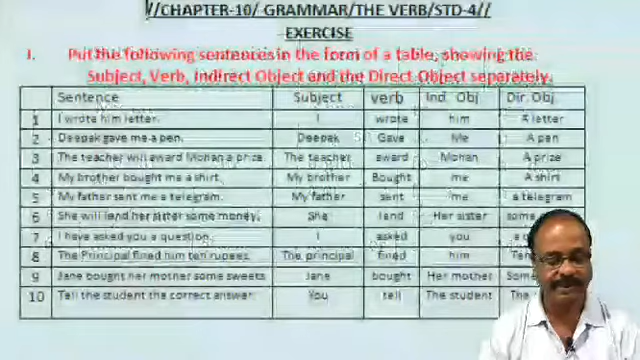 //CHAPTER-10/ GRAMMAR/THE VERB/STD-4//
EXERCISE
I. Put the following sentences in the form of a table, showing the
Subject, Verb, Indirect Object and the Direct Object separately.
Sentence Subject verb Ind. Obj Dir. Obj
1 I wrote him letter. I wrote him A letter
2 Deepak gave me a pen. Deepak Gave Me A pen
3 The teacher will award Mohan a prize. The teacher award Mohan A prize
4 My brother bought me a shirt. My brother Bought me A shirt
5 My father sent me a telegram. My father sent me a telegram
6 She will lend her sister some money. She lend Her sister some
7 I have asked you a question. I asked you a
8 The Principal fined him ten rupees. The principal fined him Ten
9 Jane bought her mother some sweets Jane bought Her mother Some
10 Tell the student the correct answer. You tell The student The